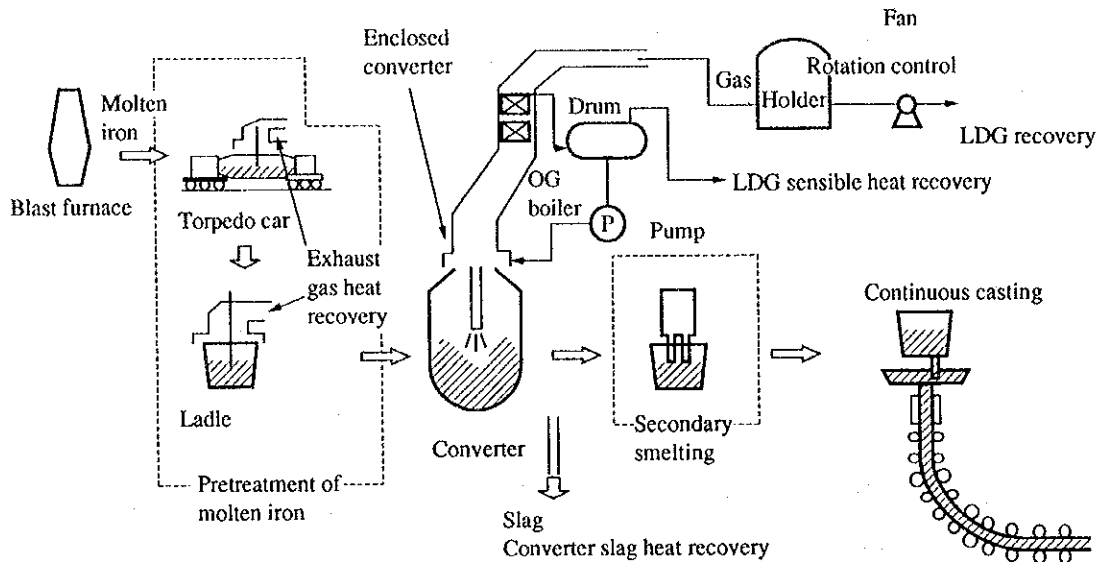 Fan
Enclosed
converter
Gas
Rotation control
Holder
Molten
iron
Drum
LDG recovery
OG
boiler
LDG sensible heat recovery
Blast furnace
P
Torpedo car
Pump
Exhaust
gas heat
recovery
Continuous casting
Ladle
Converter
Secondary
smelting
Pretreatment of
molten iron
Slag
Converter slag heat recovery